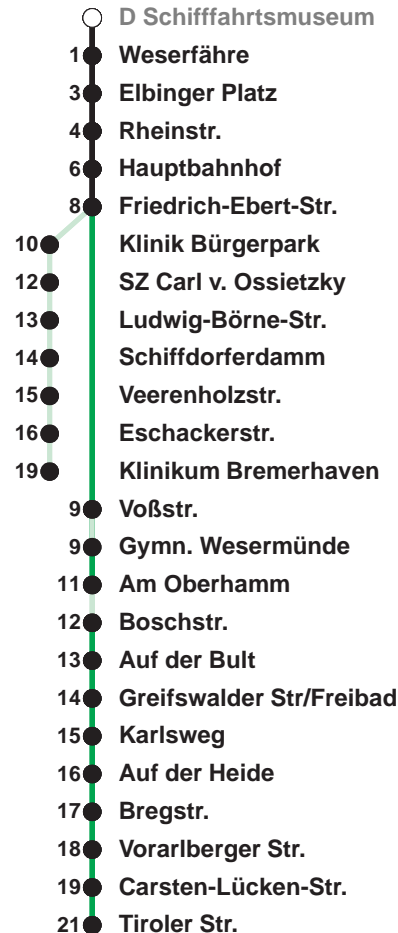 D Schifffahrtsmuseum
1 Weserfähre
3 Elbinger Platz
4 Rheinstr.
6 Hauptbahnhof
8 Friedrich-Ebert-Str.
10 Klinik Bürgerpark
12 SZ Carl v. Ossietzky
13 Ludwig-Börne-Str.
14 Schiffdorferdamm
15 Veerenholzstr.
16 Eschackerstr.
19 Klinikum Bremerhaven
9 Voßstr.
9 Gymn. Wesermünde
11 Am Oberhamm
12 Boschstr.
13 Auf der Bult
14 Greifswalder Str/Freibad
15 Karlsweg
16 Auf der Heide
17 Bregstr.
18 Vorarlberger Str.
19 Carsten-Lücken-Str.
21 Tiroler Str.